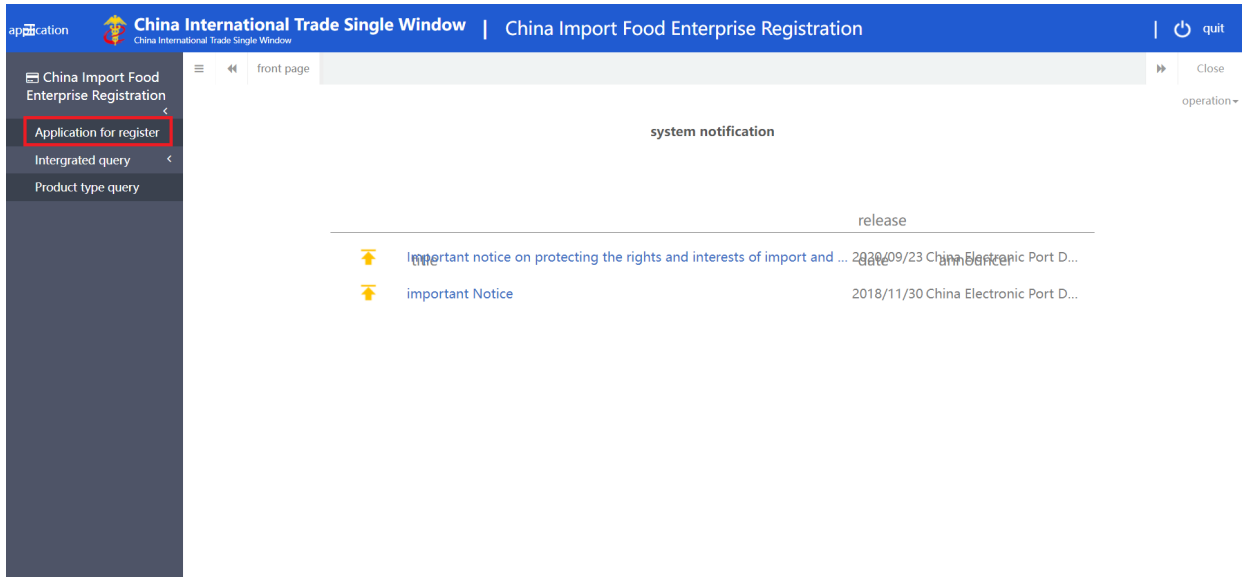 application
China International Trade Single Window
China International Trade Single Window
| China Import Food Enterprise Registration
| quit
China Import Food
Enterprise Registration
front page
Close
operation
Application for register
Intergrated query
Product type query
system notification
title
release
date
announcer
Important notice on protecting the rights and interests of import and ... 2020/09/23 China Electronic Port D...
important Notice 2018/11/30 China Electronic Port D...